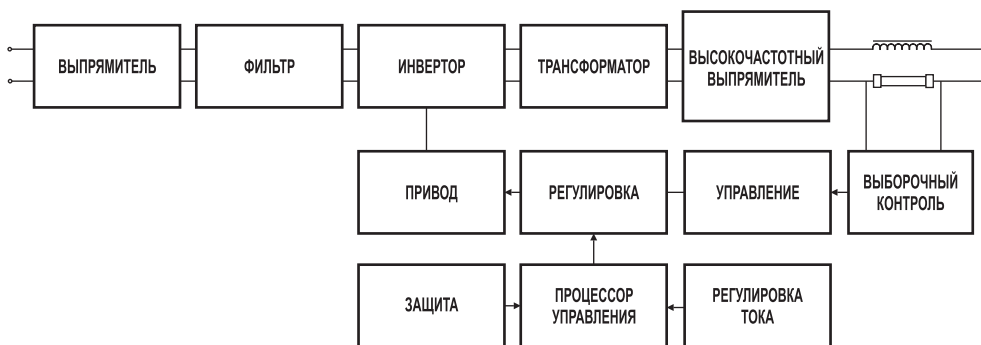 ВЫПРЯМИТЕЛЬ
ФИЛЬТР
ИНВЕРТОР
ТРАНСФОРМАТОР
ВЫСОКОЧАСТОТНЫЙ
ВЫПРЯМИТЕЛЬ
ПРИВОД
РЕГУЛИРОВКА
УПРАВЛЕНИЕ
ВЫБОРОЧНЫЙ
КОНТРОЛЬ
ЗАЩИТА
ПРОЦЕССОР
УПРАВЛЕНИЯ
РЕГУЛИРОВКА
ТОКА